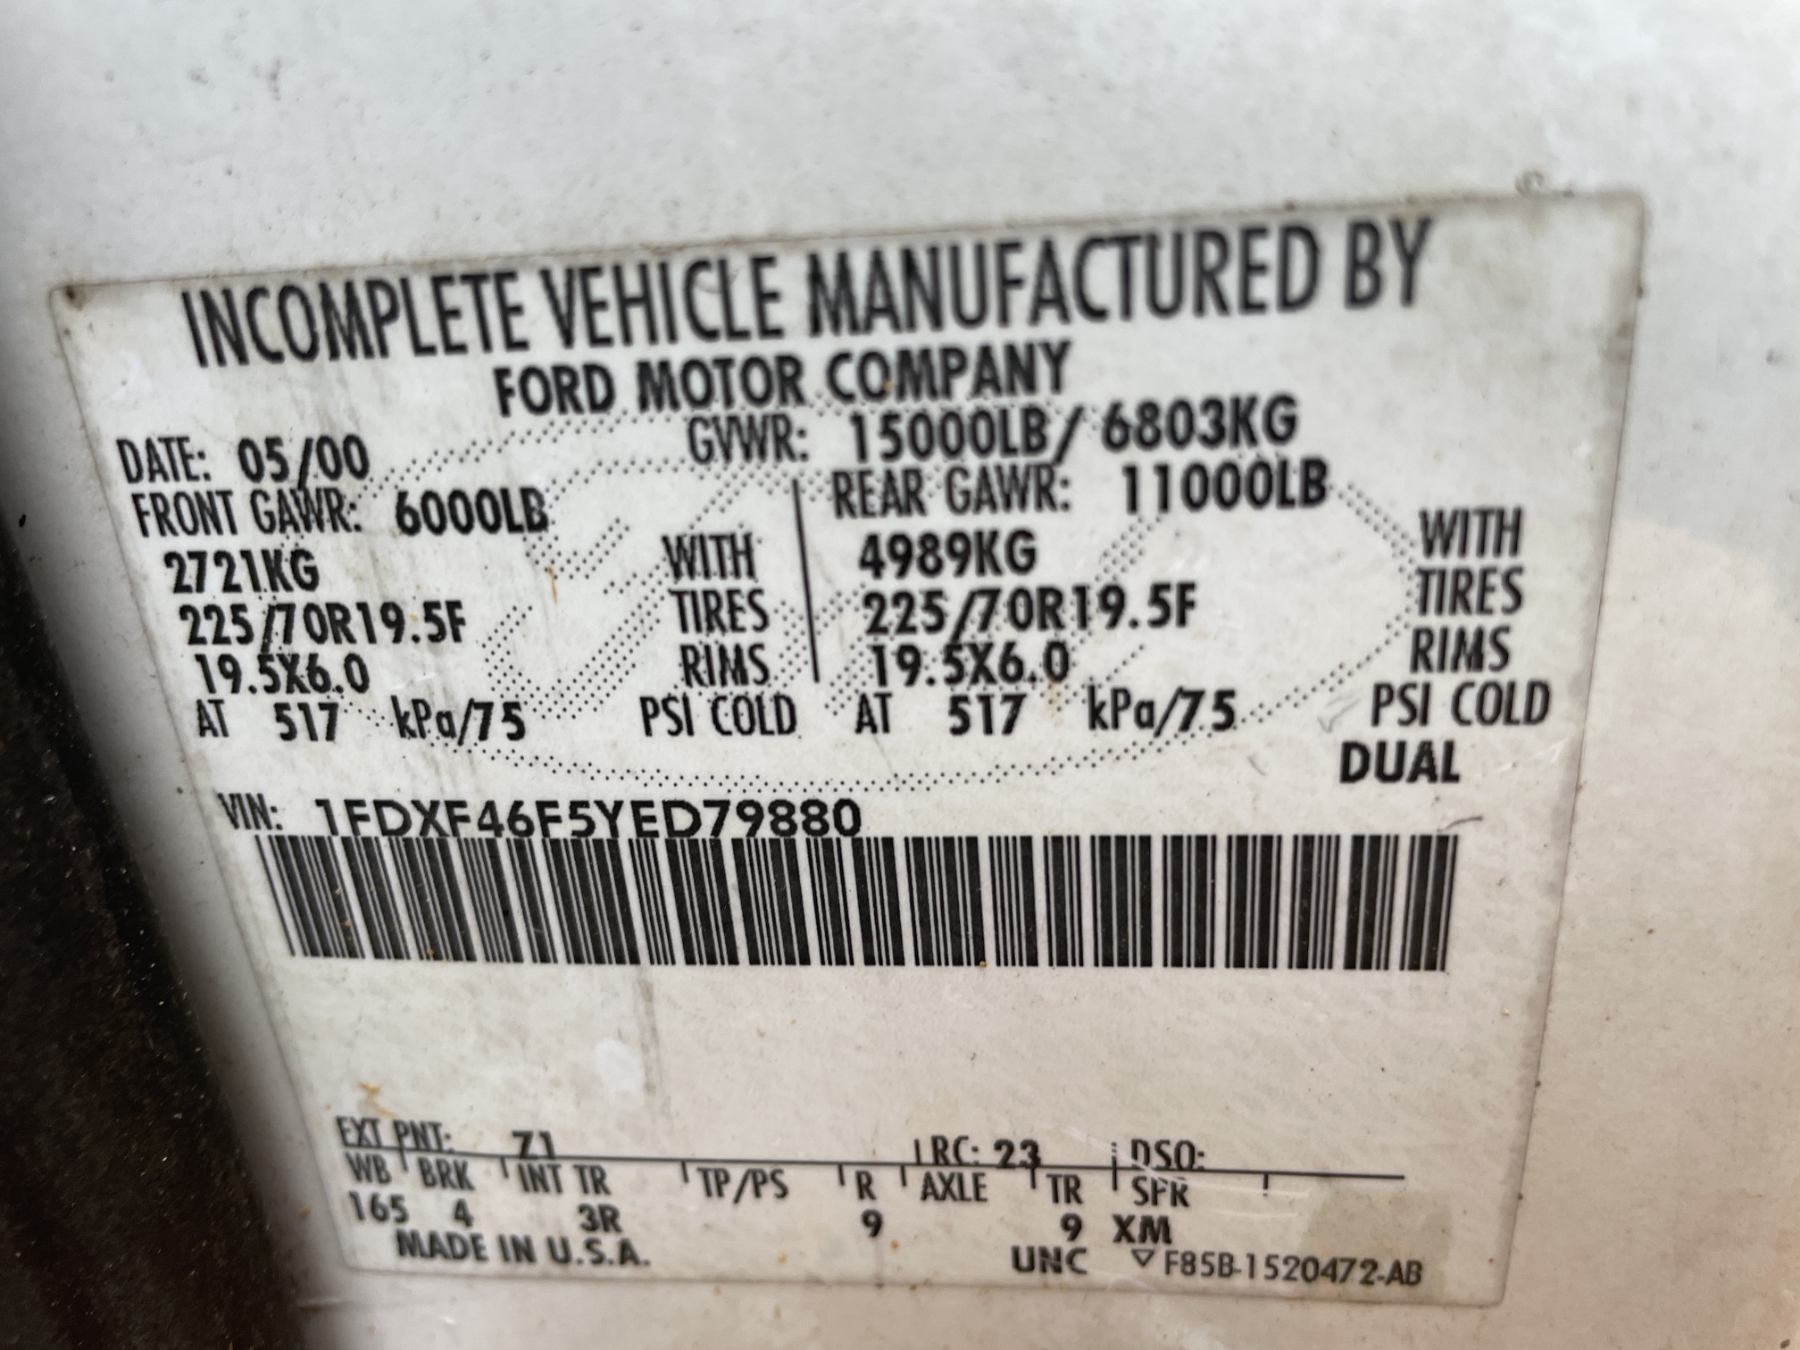 INCOMPLETE VEHICLE MANUFACTURED BY
FORD MOTOR COMPANY
DATE: 05/00 GVWR: 15000LB/ 6803KG
FRONT GAWR: 6000LB REAR GAWR: 11000LB
2721KG WITH 4989KG WITH
225/70R19.5F TIRES 225/70R19.5F TIRES
19.5X6.0 RIMS 19.5X6.0 RIMS
AT 517 kPa/75 PSI COLD AT 517 kPa/75 PSI COLD
DUAL
VIN: 1FDXF46F5YED79880
EXT PNT: Z1 RC: 23 DSO:
WB BRK INT TR TP/PS R AXLE TR SPR
165 4 3R 9 9 XM
MADE IN U.S.A. UNC ▽ F85B-1520472-AB